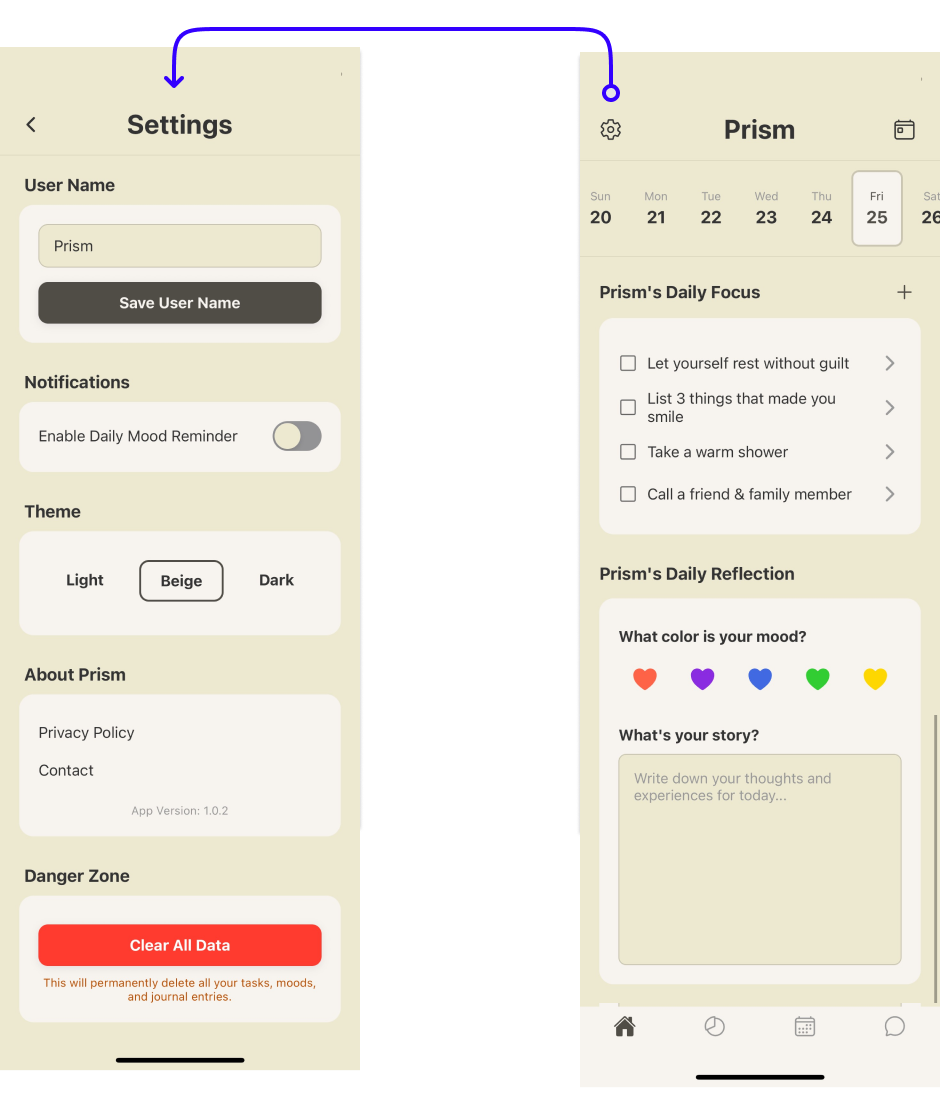 Settings
User Name
Prism
Save User Name
Notifications
Enable Daily Mood Reminder
Theme
Light
Beige
Dark
About Prism
Privacy Policy
Contact
App Version: 1.0.2
Danger Zone
Clear All Data
This will permanently delete all your tasks, moods,
and journal entries.
Prism
Sun Mon Tue Wed Thu Fri Sat
20 21 22 23 24 25 26
Prism's Daily Focus
Let yourself rest without guilt
List 3 things that made you
smile
Take a warm shower
Call a friend & family member
Prism's Daily Reflection
What color is your mood?
What's your story?
Write down your thoughts and
experiences for today...